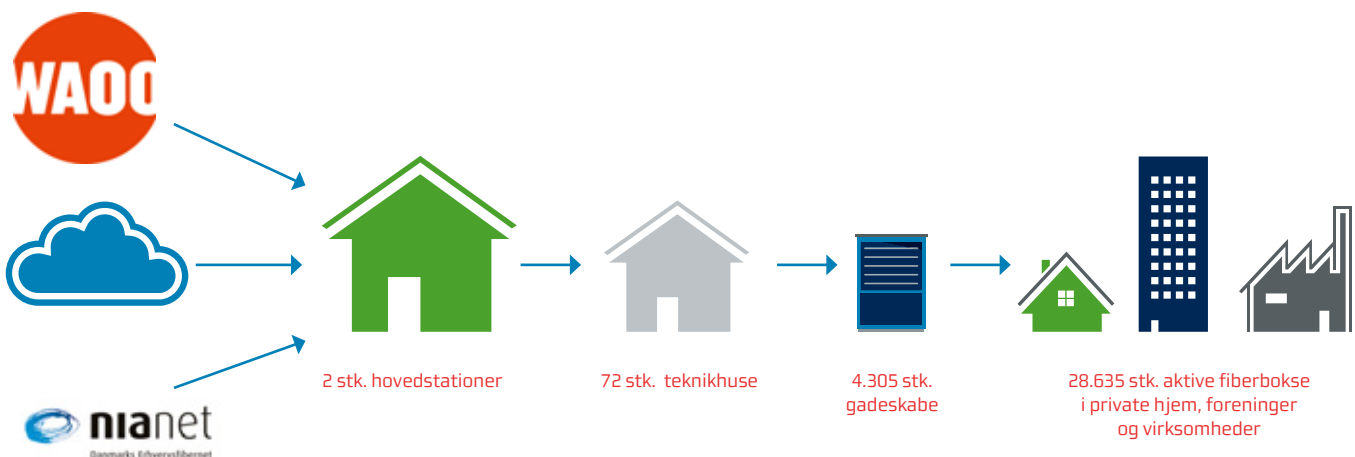 WAOO
nianet
Danmarks Erhvervsfibernet
2 stk. hovedstationer
72 stk. teknikhuse
4.305 stk.
gadeskabe
28.635 stk. aktive fiberbokse
i private hjem, foreninger
og virksomheder